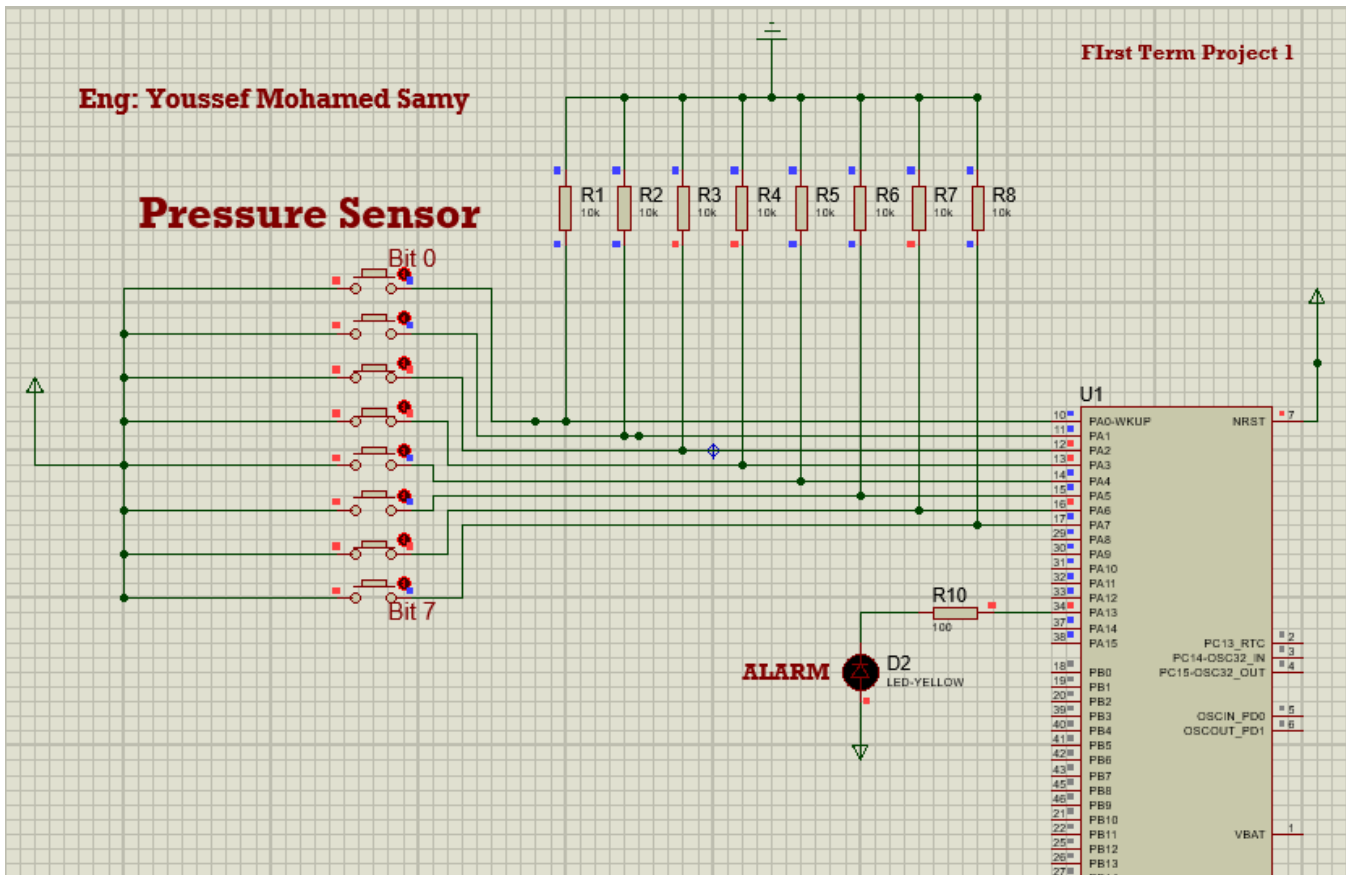 FIrst Term Project 1
Eng: Youssef Mohamed Samy
Pressure Sensor
R1 R2 R3 R4 R5 R6 R7 R8
10k 10k 10k 10k 10k 10k 10k 10k
Bit 0
Bit 7
U1
10 PA0-WKUP NRST 7
11 PA1
12 PA2
13 PA3
14 PA4
15 PA5
16 PA6
17 PA7
29 PA8
30 PA9
31 PA10
32 PA11
33 PA12
34 PA13
37 PA14
38 PA15 PC13_RTC 2
PC14-OSC32_IN 3
18 PB0 PC15-OSC32_OUT 4
19 PB1
20 PB2
39 PB3 OSCIN_PD0 5
40 PB4 OSCOUT_PD1 6
41 PB5
42 PB6
43 PB7
45 PB8
46 PB9
21 PB10
22 PB11 VBAT 1
25 PB12
26 PB13
27
R10
100
ALARM
D2
LED-YELLOW